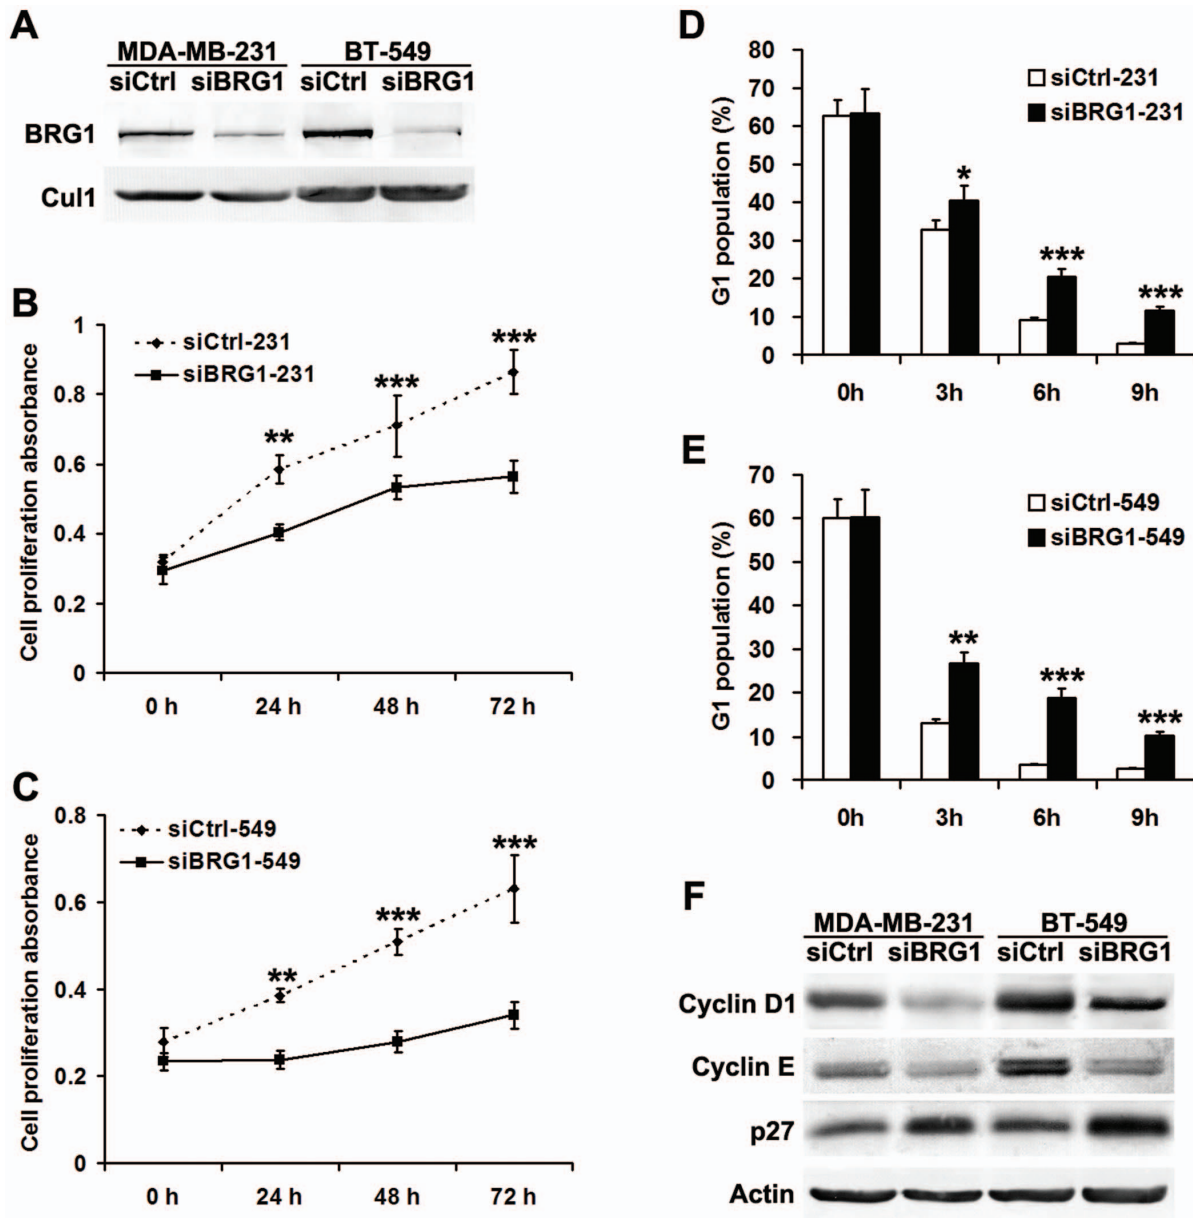 A
MDA-MB-231 BT-549
siCtrl siBRG1 siCtrl siBRG1
BRG1
Cul1
B
Cell proliferation absorbance
1
0.8
0.6
0.4
0.2
0
siCtrl-231
siBRG1-231
** *** ***
0 h 24 h 48 h 72 h
C
Cell proliferation absorbance
0.8
0.6
0.4
0.2
0
siCtrl-549
siBRG1-549
** *** ***
0 h 24 h 48 h 72 h
D
G1 population (%)
80
70
60
50
40
30
20
10
0
siCtrl-231
siBRG1-231
* *** ***
0h 3h 6h 9h
E
G1 population (%)
70
60
50
40
30
20
10
0
siCtrl-549
siBRG1-549
** *** ***
0h 3h 6h 9h
F
MDA-MB-231 BT-549
siCtrl siBRG1 siCtrl siBRG1
Cyclin D1
Cyclin E
p27
Actin